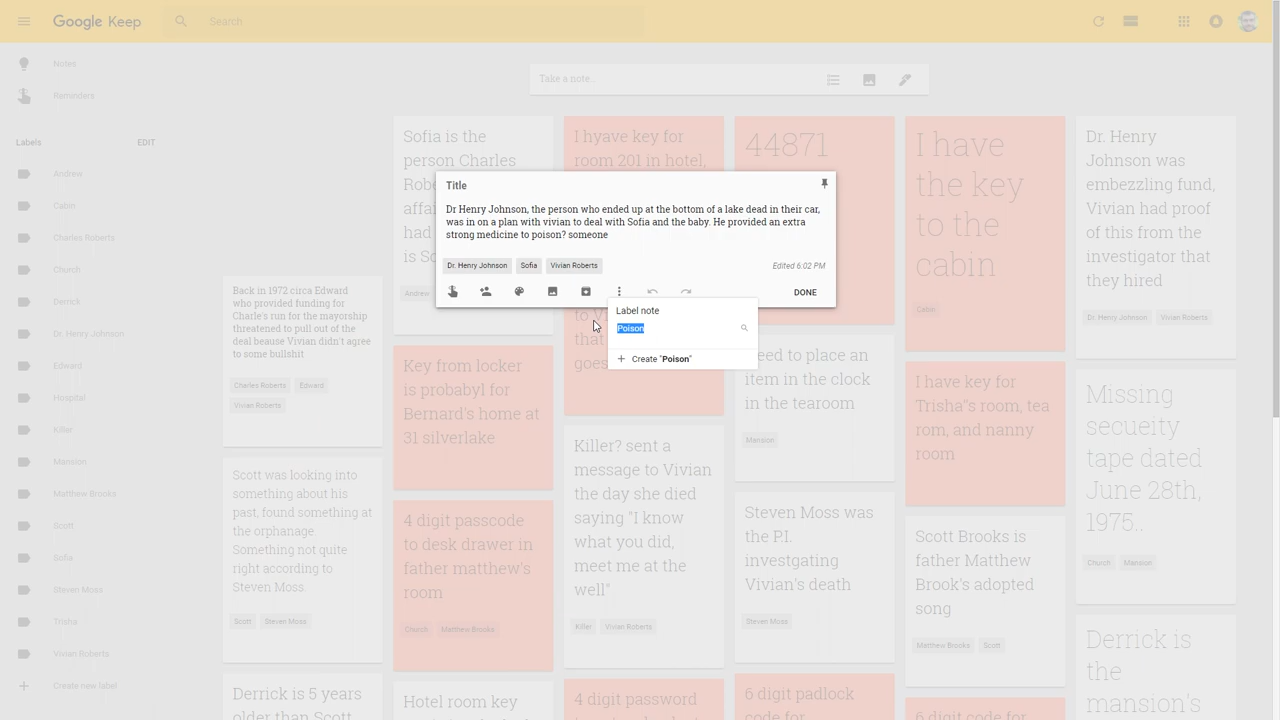 Google Keep
Search
Notes
Reminders
Labels
EDIT
Andrew
Cabin
Charles Roberts
Church
Derrick
Dr. Henry Johnson
Edward
Hospital
Killer
Mansion
Matthew Brooks
Scott
Sofia
Steven Moss
Trisha
Vivian Roberts
Create new label
Take a note...
Back in 1972 circa Edward
who provided funding for
Charle's run for the mayorship
threatened to pull out of the
deal beause Vivian didn't agree
to some bullshit
Charles Roberts
Edward
Vivian Roberts
Scott was looking into
something about his
past, found something at
the orphanage.
Something not quite
right according to
Steven Moss.
Scott
Steven Moss
Derrick is 5 years
older than Scott
Sofia is the
person Charles
affai
had
is So
Andrew
Key from locker
is probabyl for
Bernard's home at
31 silverlake
4 digit passcode
to desk drawer in
father matthew's
room
Church
Matthew Brooks
Hotel room key
I hyave key for
room 201 in hotel,
to Vi
that
goes
Killer? sent a
message to Vivian
the day she died
saying "I know
what you did,
meet me at the
well"
Killer
Vivian Roberts
4 digit password
44871
need to place an
item in the clock
in the tearoom
Mansion
Steven Moss was
the P.I.
investgating
Vivian's death
Steven Moss
6 digit padlock
code for
I have
the key
to the
cabin
Cabin
I have key for
Trisha"s room, tea
rom, and nanny
room
Scott Brooks is
father Matthew
Brook's adopted
song
Matthew Brooks
Scott
6 digit code for
Dr. Henry
Johnson was
embezzling fund,
Vivian had proof
of this from the
investigator that
they hired
Dr. Henry Johnson
Vivian Roberts
Missing
secueity
tape dated
June 28th,
1975..
Church
Mansion
Derrick is
the
mansion's
Title
Dr Henry Johnson, the person who ended up at the bottom of a lake dead in their car,
was in on a plan with vivian to deal with Sofia and the baby. He provided an extra
strong medicine to poison? someone
Dr. Henry Johnson
Sofia
Vivian Roberts
Edited 6:02 PM
DONE
Label note
Poison
Create "Poison"